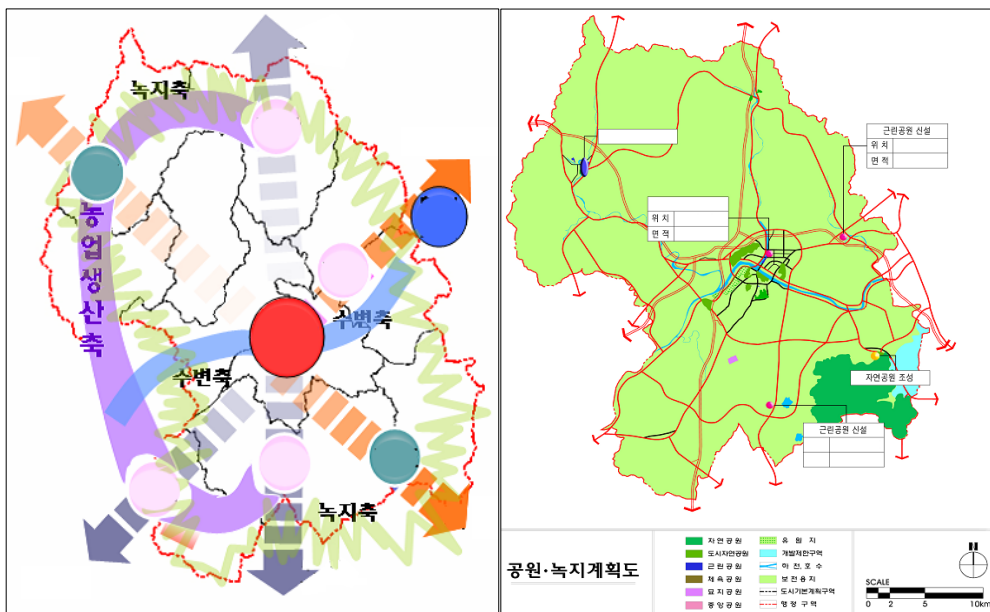 녹지축
농업생산축
수변축
수변축
녹지축
근린공원 신설
위 치
면 적
위 치
면 적
자연공원 조성
근린공원 신설
공원·녹지계획도
자연공원
도시자연공원
근린공원
체육공원
묘지공원
중앙공원
유 원 지
개발제한구역
하 천, 호 수
보전용지
도시기본계획구역
행정 구역
SCALE
0 2 5 10km